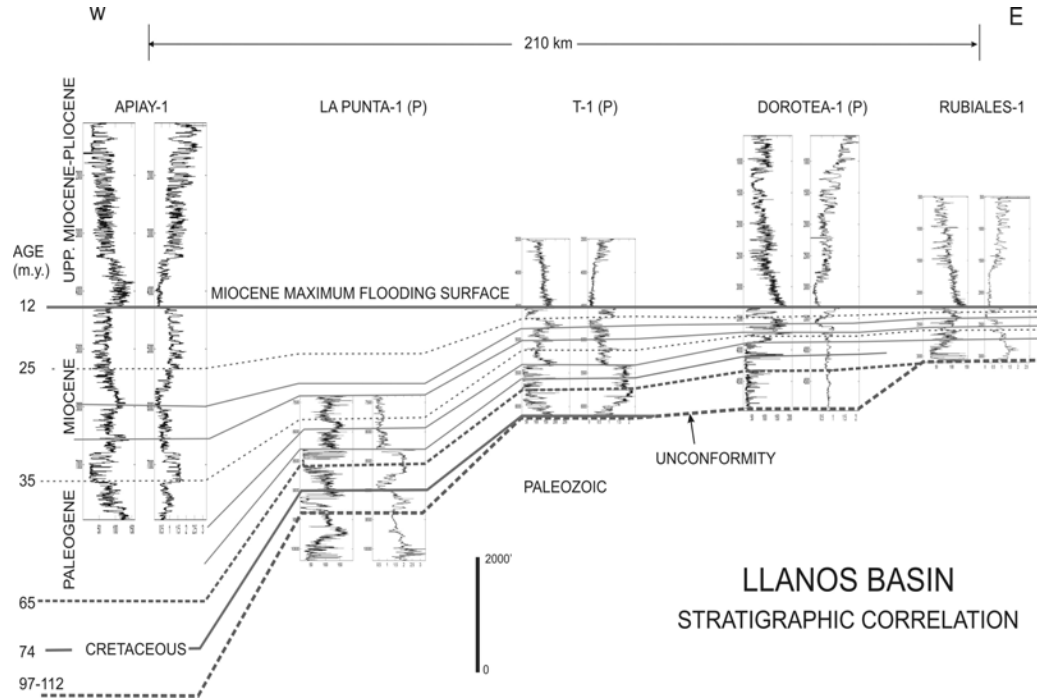 W
E
210 km
APIAY-1
LA PUNTA-1 (P)
T-1 (P)
DOROTEA-1 (P)
RUBIALES-1
UPP. MIOCENE-PLIOCENE
AGE
(m.y.)
MIOCENE MAXIMUM FLOODING SURFACE
12
25
MIOCENE
35
UNCONFORMITY
PALEOZOIC
PALEOGENE
2000'
LLANOS BASIN
STRATIGRAPHIC CORRELATION
65
74
CRETACEOUS
0
97-112